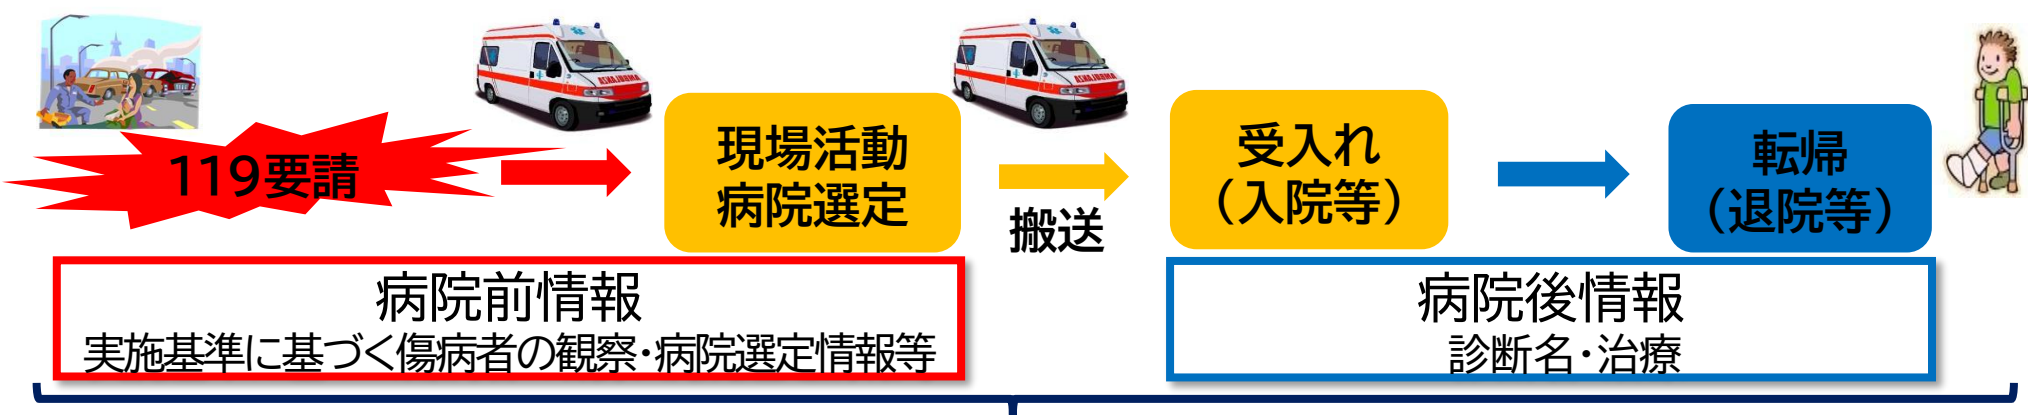 119要請
現場活動
病院選定
搬送
受入れ
（入院等）
転帰
（退院等）
病院前情報
実施基準に基づく傷病者の観察･病院選定情報等
病院後情報
診断名･治療